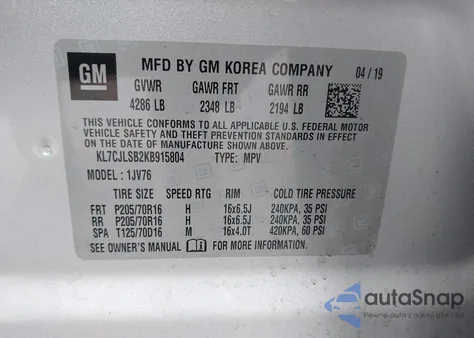 GM
MFD BY GM KOREA COMPANY 04 / 19
GVWR GAWR FRT GAWR RR
4286 LB 2348 LB 2194 LB
THIS VEHICLE CONFORMS TO ALL APPLICABLE U.S. FEDERAL MOTOR
VEHICLE SAFETY, BUMPER, AND THEFT PREVENTION STANDARDS IN EFFECT
ON THE DATE OF MANUFACTURE SHOWN ABOVE.
KL7CJLSB2KB915804 TYPE: MPV
MODEL : 1JV76
TIRE SIZE SPEED RTG RIM COLD TIRE PRESSURE
FRT P205/70R16 H 16x6.5J 240KPA, 35 PSI
RR P205/70R16 H 16x6.5J 240KPA, 35 PSI
SPA T125/70D16 M 16x4.0T 420KPA, 60 PSI
SEE OWNER'S MANUAL FOR MORE INFORMATION
autoSnap